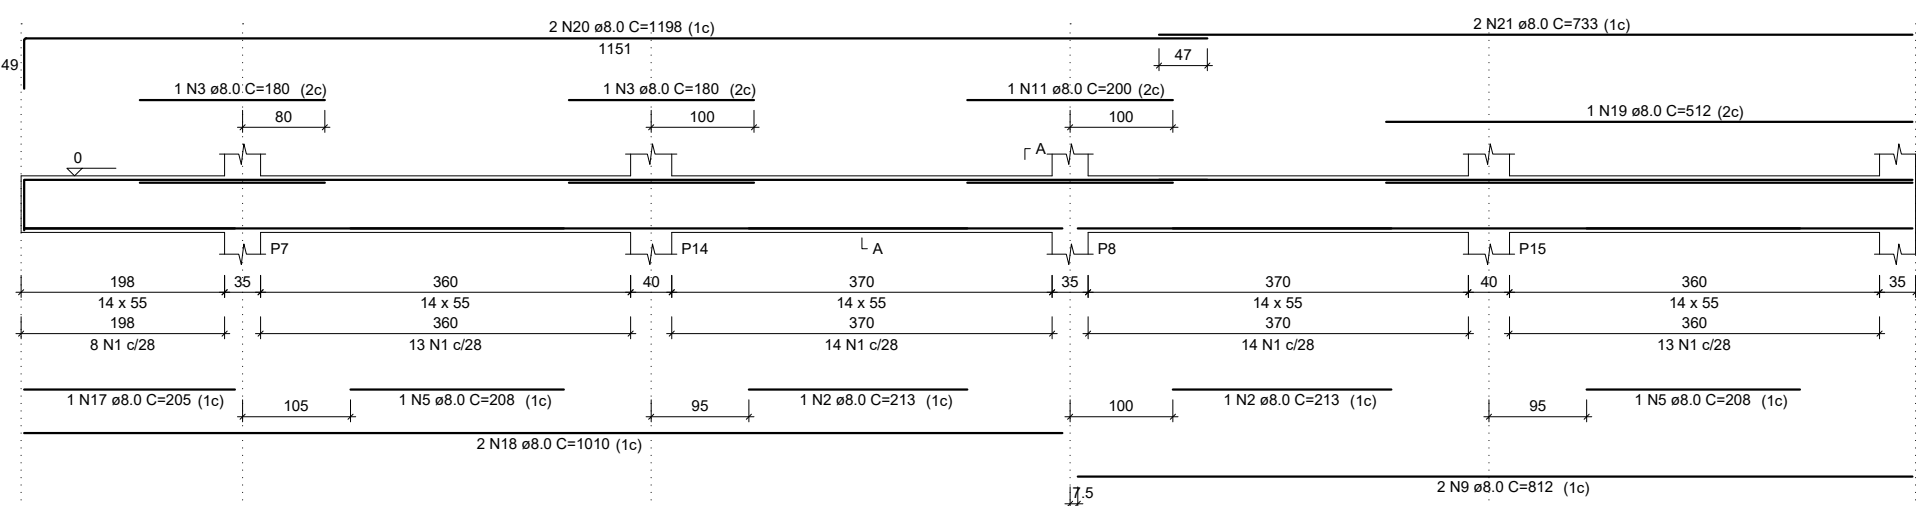 2 N20 ø8.0 C=1198 (1c)
2 N21 ø8.0 C=733 (1c)
1151
49
47
1 N3 ø8.0 C=180 (2c)
1 N3 ø8.0 C=180 (2c)
1 N11 ø8.0 C=200 (2c)
80
100
100
1 N19 ø8.0 C=512 (2c)
0
A
P7
P14
A
P8
P15
198 35 360 40 370 35 370 40 360 35
14 x 55 14 x 55 14 x 55 14 x 55 14 x 55
198 360 370 370 360
8 N1 c/28 13 N1 c/28 14 N1 c/28 14 N1 c/28 13 N1 c/28
1 N17 ø8.0 C=205 (1c)
105
1 N5 ø8.0 C=208 (1c)
95
1 N2 ø8.0 C=213 (1c)
100
1 N2 ø8.0 C=213 (1c)
95
1 N5 ø8.0 C=208 (1c)
2 N18 ø8.0 C=1010 (1c)
7.5
2 N9 ø8.0 C=812 (1c)